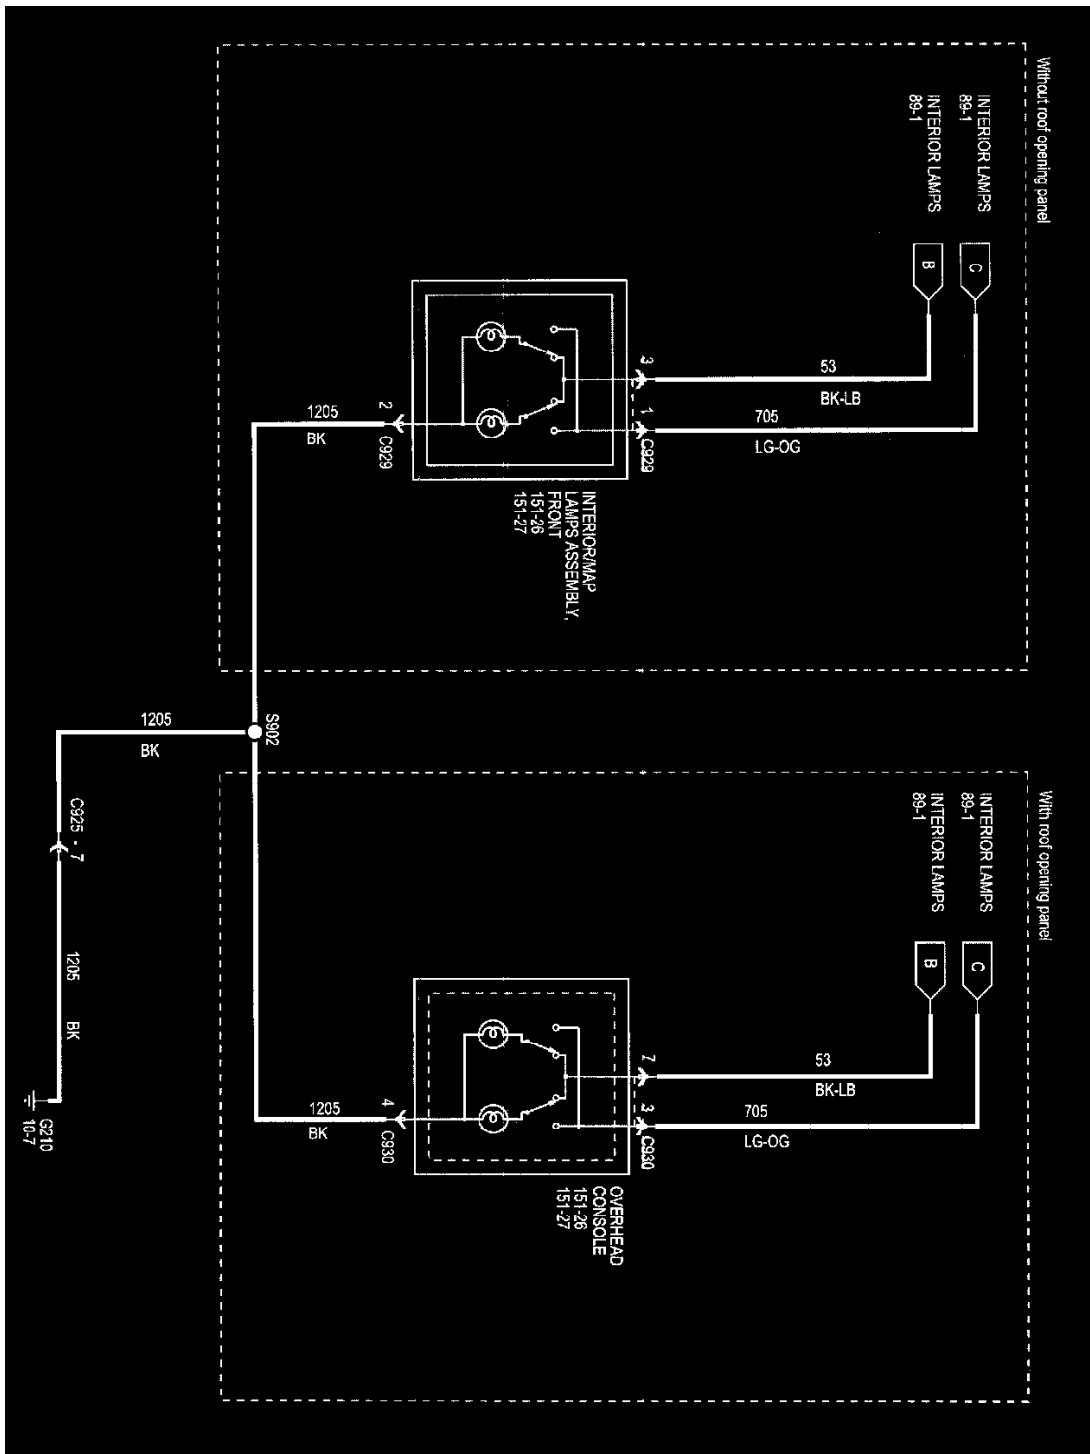 Without roof opening panel
INTERIOR LAMPS
89-1
INTERIOR LAMPS
89-1
C
B
53
BK-LB
705
LG-OG
3
1
C929
1205
BK
2
C929
INTERIOR/MAP
LAMPS ASSEMBLY,
FRONT
151-26
151-27
S902
1205
BK
C925 - 7
1205
BK
G210
10-7
With roof opening panel
INTERIOR LAMPS
89-1
INTERIOR LAMPS
89-1
C
B
53
BK-LB
705
LG-OG
7
3
C930
1205
BK
4
C930
OVERHEAD
CONSOLE
151-26
151-27